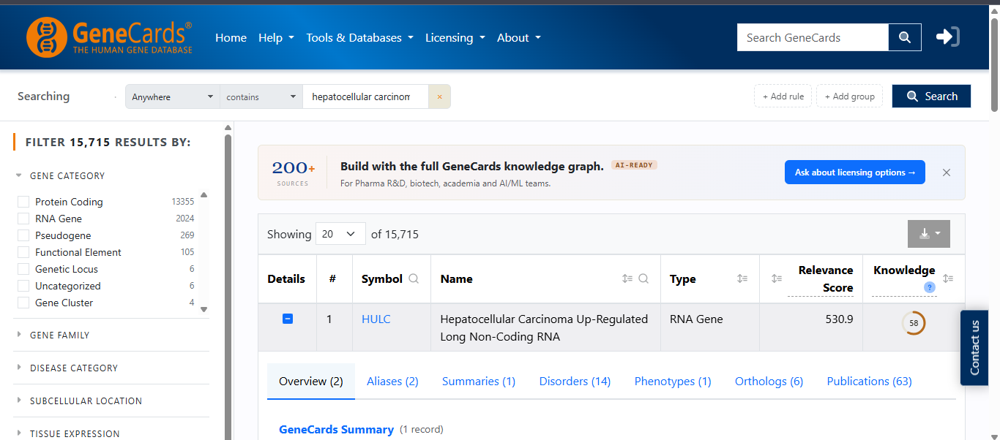 GeneCards®
THE HUMAN GENE DATABASE
Home Help Tools & Databases Licensing About
Search GeneCards
Searching
Anywhere contains hepatocellular carcinom ×
+ Add rule + Add group Search
FILTER 15,715 RESULTS BY:
GENE CATEGORY
Protein Coding 13355
RNA Gene 2024
Pseudogene 269
Functional Element 105
Genetic Locus 6
Uncategorized 6
Gene Cluster 4
GENE FAMILY
DISEASE CATEGORY
SUBCELLULAR LOCATION
TISSUE EXPRESSION
200+
SOURCES
Build with the full GeneCards knowledge graph. AI-READY
For Pharma R&D, biotech, academia and AI/ML teams.
Ask about licensing options →
Showing 20 of 15,715
Details # Symbol Name Type Relevance Score Knowledge ?
1 HULC Hepatocellular Carcinoma Up-Regulated RNA Gene 530.9 58
Long Non-Coding RNA
Overview (2) Aliases (2) Summaries (1) Disorders (14) Phenotypes (1) Orthologs (6) Publications (63)
GeneCards Summary (1 record)
Contact us